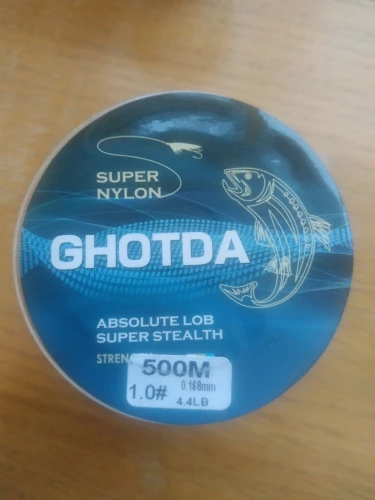 SUPER
NYLON
GHOTDA
ABSOLUTE LOB
SUPER STEALTH
500M
1.0# 0.168mm
4.4LB